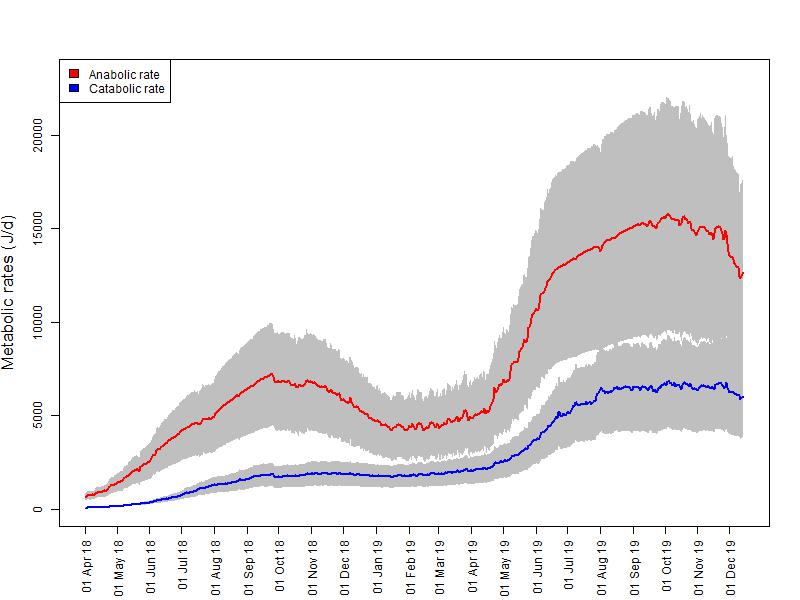 Anabolic rate
Catabolic rate
Metabolic rates (J/d)
20000
15000
10000
5000
0
01 Apr 18
01 May 18
01 Jun 18
01 Jul 18
01 Aug 18
01 Sep 18
01 Oct 18
01 Nov 18
01 Dec 18
01 Jan 19
01 Feb 19
01 Mar 19
01 Apr 19
01 May 19
01 Jun 19
01 Jul 19
01 Aug 19
01 Sep 19
01 Oct 19
01 Nov 19
01 Dec 19